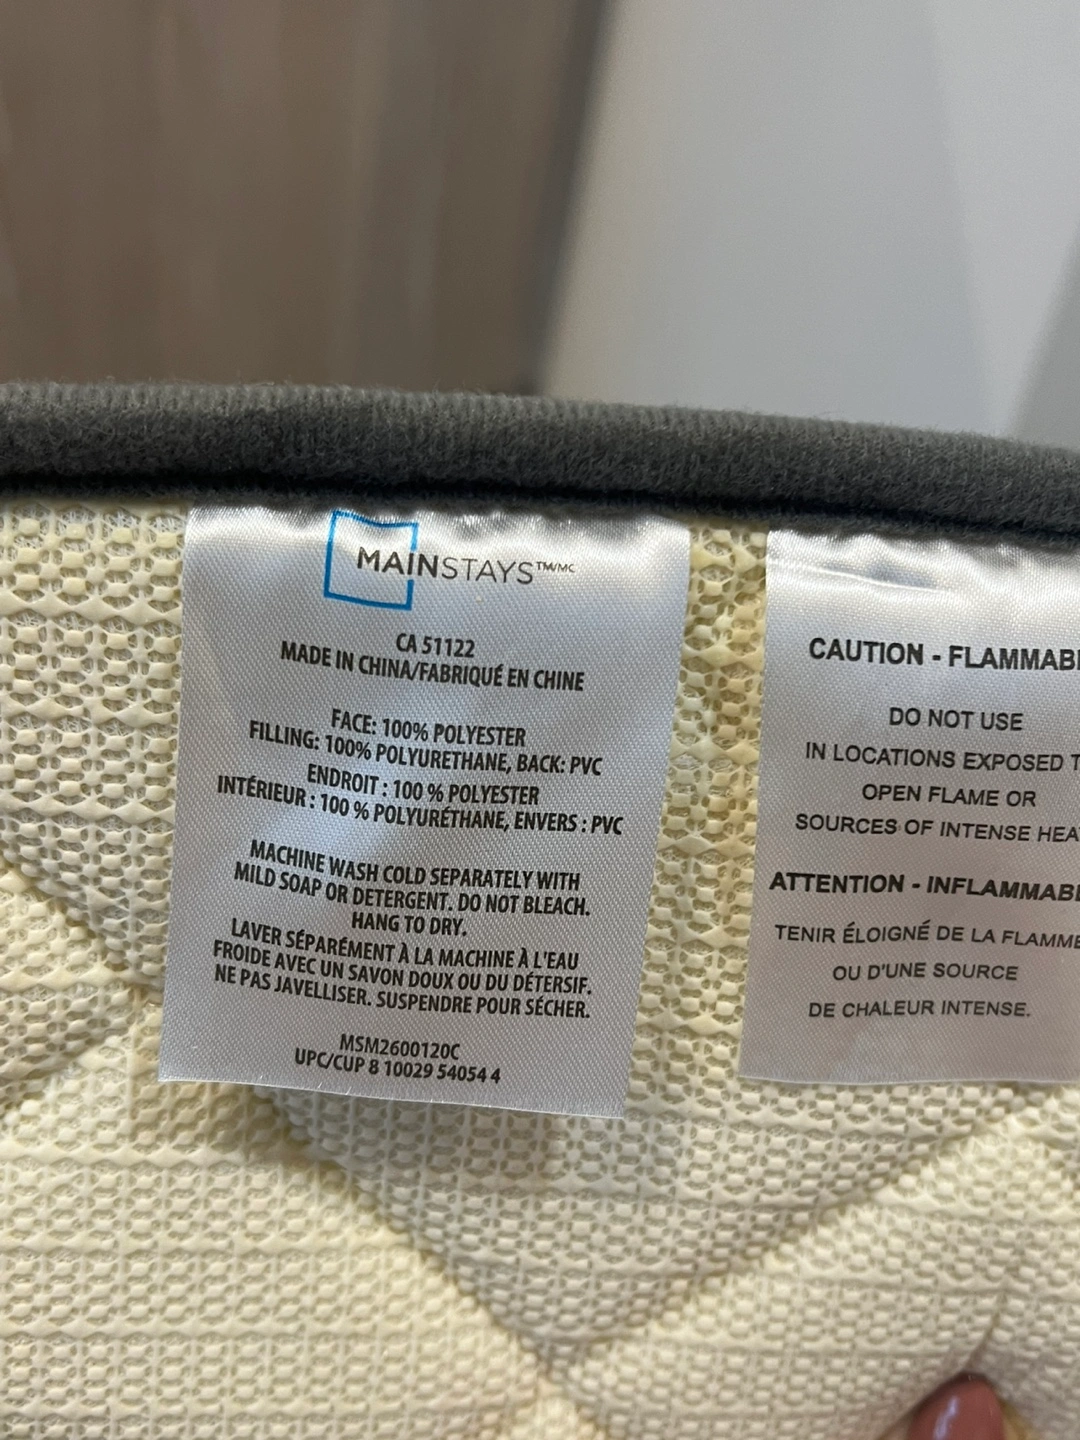 MAINSTAYS™/MC
CA 51122
MADE IN CHINA/FABRIQUÉ EN CHINE
FACE: 100% POLYESTER
FILLING: 100% POLYURETHANE, BACK: PVC
ENDROIT : 100 % POLYESTER
INTÉRIEUR : 100 % POLYURÉTHANE, ENVERS : PVC
MACHINE WASH COLD SEPARATELY WITH
MILD SOAP OR DETERGENT. DO NOT BLEACH.
HANG TO DRY.
LAVER SÉPARÉMENT À LA MACHINE À L'EAU
FROIDE AVEC UN SAVON DOUX OU DU DÉTERSIF.
NE PAS JAVELLISER. SUSPENDRE POUR SÉCHER.
MSM2600120C
UPC/CUP 8 10029 54054 4
CAUTION - FLAMMABL
DO NOT USE
IN LOCATIONS EXPOSED T
OPEN FLAME OR
SOURCES OF INTENSE HEA
ATTENTION - INFLAMMABL
TENIR ÉLOIGNÉ DE LA FLAMME
OU D'UNE SOURCE
DE CHALEUR INTENSE.